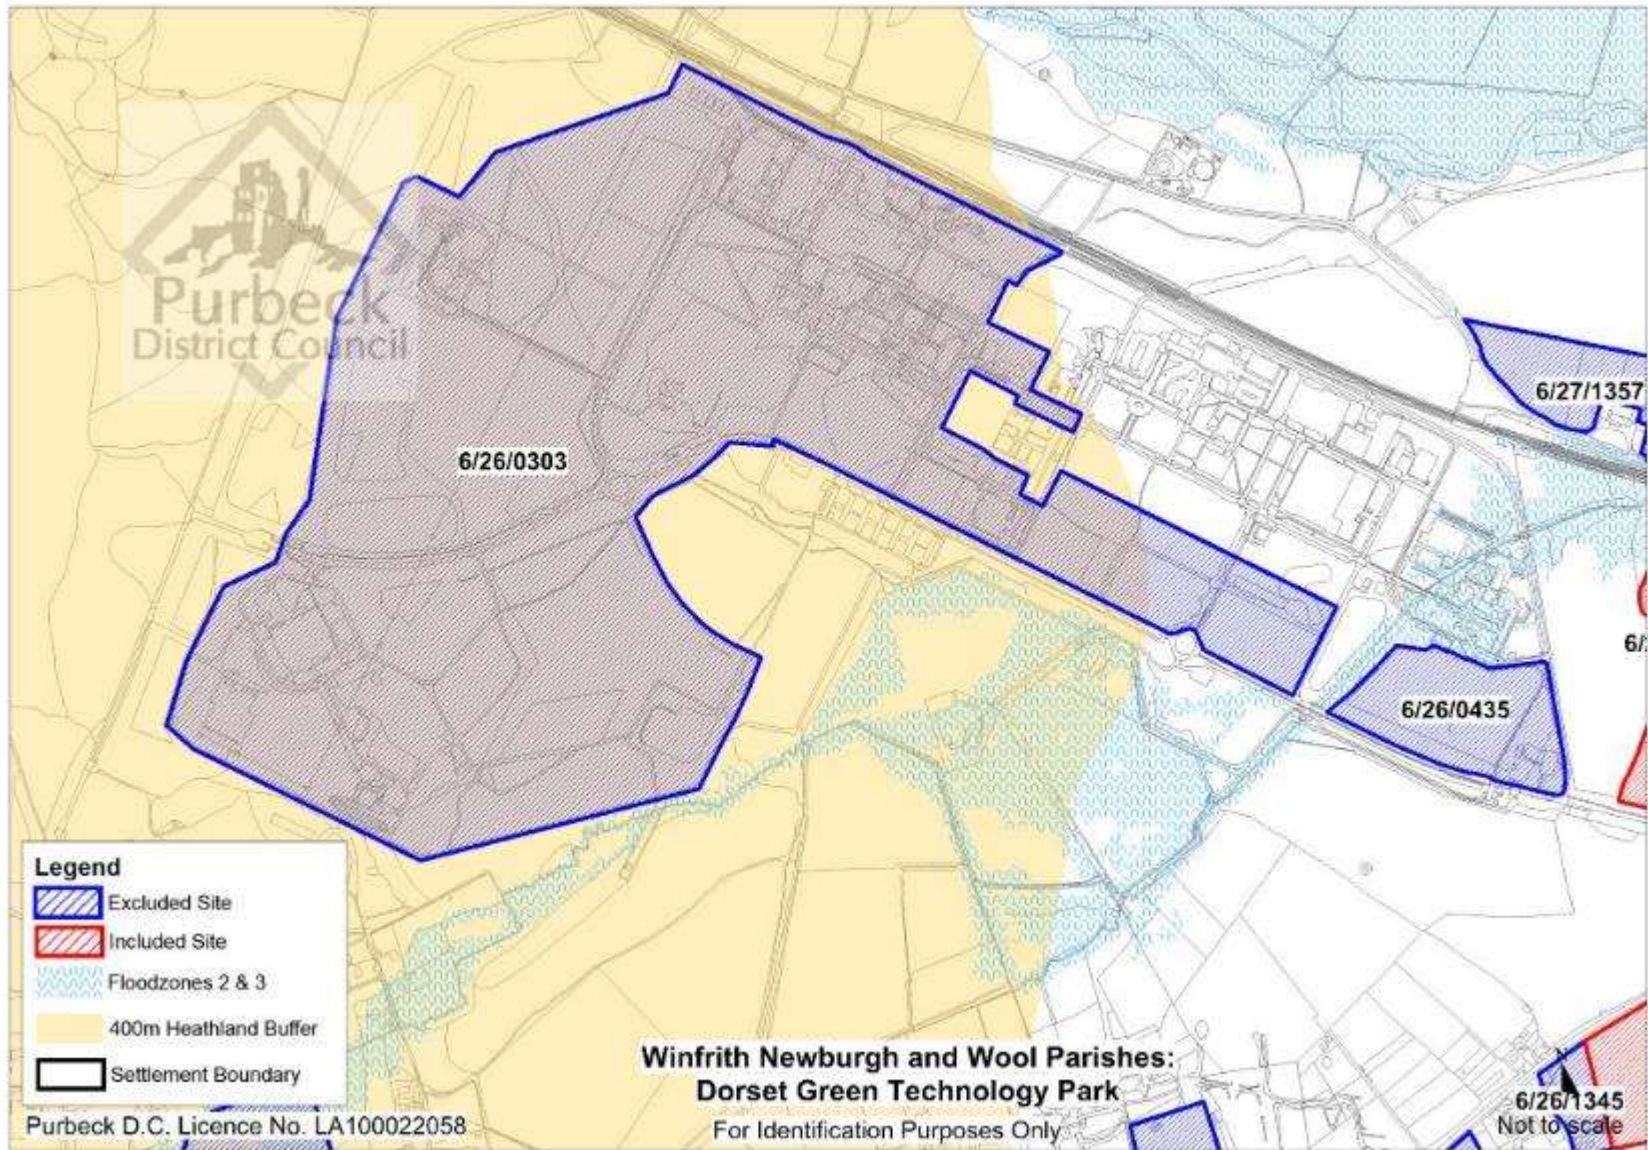 Purbeck
District Council
6/26/0303
6/27/1357
6/26/0435
Legend
Excluded Site
Included Site
Floodzones 2 & 3
400m Heathland Buffer
Settlement Boundary
Purbeck D.C. Licence No. LA100022058
Winfrith Newburgh and Wool Parishes:
Dorset Green Technology Park
For Identification Purposes Only
N
6/26/1345
Not to scale